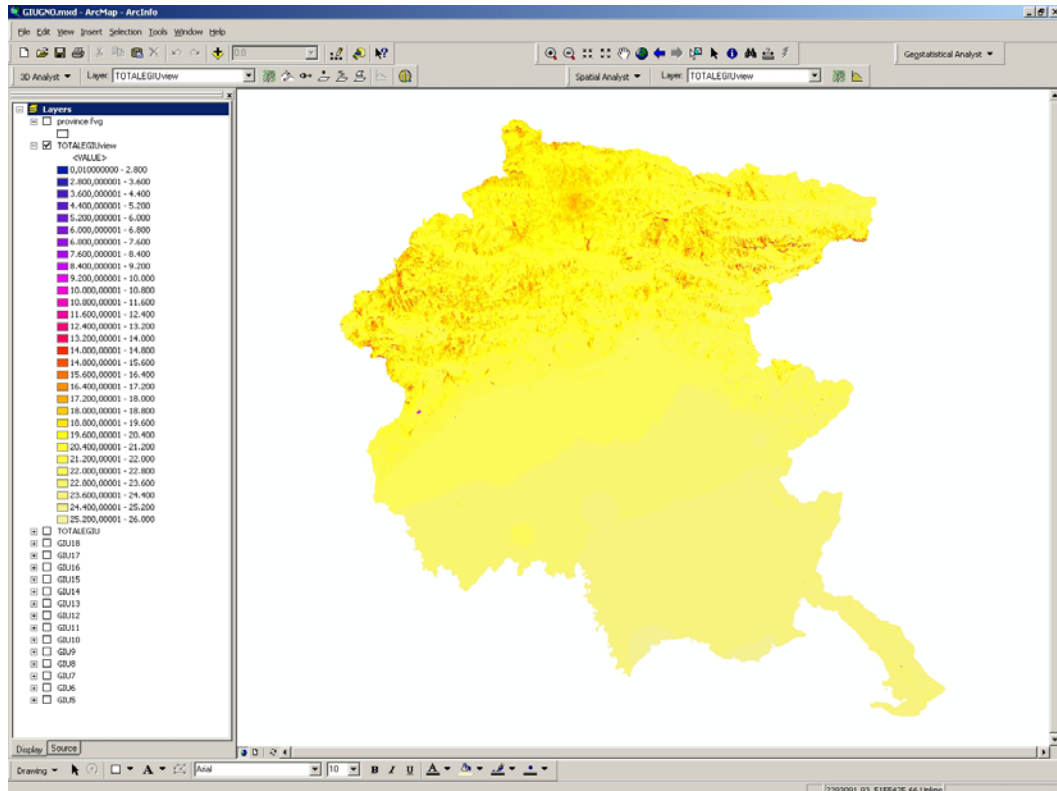 GIUGNO.mxd - ArcMap - ArcInfo
File Edit View Insert Selection Tools Window Help
0.0
Geostatistical Analyst
3D Analyst Layer: TOTALEGIUview
Spatial Analyst Layer: TOTALEGIUview
Layers
province fvg
TOTALEGIUview
<VALUE>
0,010000000 - 2.800
2.800,000001 - 3.600
3.600,000001 - 4.400
4.400,000001 - 5.200
5.200,000001 - 6.000
6.000,000001 - 6.800
6.800,000001 - 7.600
7.600,000001 - 8.400
8.400,000001 - 9.200
9.200,000001 - 10.000
10.000,00001 - 10.800
10.800,00001 - 11.600
11.600,00001 - 12.400
12.400,00001 - 13.200
13.200,00001 - 14.000
14.000,00001 - 14.800
14.800,00001 - 15.600
15.600,00001 - 16.400
16.400,00001 - 17.200
17.200,00001 - 18.000
18.000,00001 - 18.800
18.800,00001 - 19.600
19.600,00001 - 20.400
20.400,00001 - 21.200
21.200,00001 - 22.000
22.000,00001 - 22.800
22.800,00001 - 23.600
23.600,00001 - 24.400
24.400,00001 - 25.200
25.200,00001 - 26.000
TOTALEGIU
GIU18
GIU17
GIU16
GIU15
GIU14
GIU13
GIU12
GIU11
GIU10
GIU9
GIU8
GIU7
GIU6
GIU5
Display Source
Drawing A Arial 10 B I U A